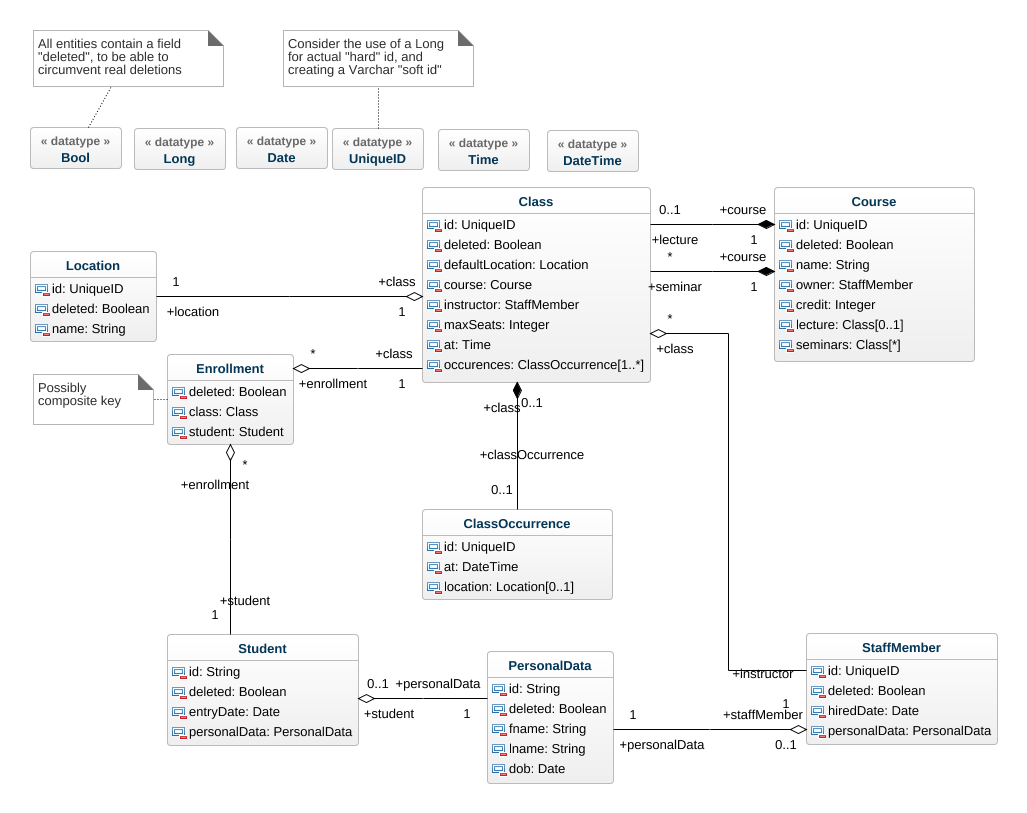 All entities contain a field
"deleted", to be able to
circumvent real deletions
Consider the use of a Long
for actual "hard" id, and
creating a Varchar "soft id"
« datatype »
Bool
« datatype »
Long
« datatype »
Date
« datatype »
UniqueID
« datatype »
Time
« datatype »
DateTime
Class
id: UniqueID
deleted: Boolean
defaultLocation: Location
course: Course
instructor: StaffMember
maxSeats: Integer
at: Time
occurences: ClassOccurrence[1..*]
0..1
+course
+lecture
1
*
+course
+seminar
1
Course
id: UniqueID
deleted: Boolean
name: String
owner: StaffMember
credit: Integer
lecture: Class[0..1]
seminars: Class[*]
Location
id: UniqueID
deleted: Boolean
name: String
1
+class
+location
1
*
+class
Enrollment
deleted: Boolean
class: Class
student: Student
*
+class
+enrollment
1
Possibly
composite key
+class
0..1
+classOccurrence
0..1
*
+enrollment
+student
1
ClassOccurrence
id: UniqueID
at: DateTime
location: Location[0..1]
Student
id: String
deleted: Boolean
entryDate: Date
personalData: PersonalData
0..1
+personalData
+student
1
PersonalData
id: String
deleted: Boolean
fname: String
lname: String
dob: Date
+instructor
1
1
+staffMember
+personalData
0..1
StaffMember
id: UniqueID
deleted: Boolean
hiredDate: Date
personalData: PersonalData